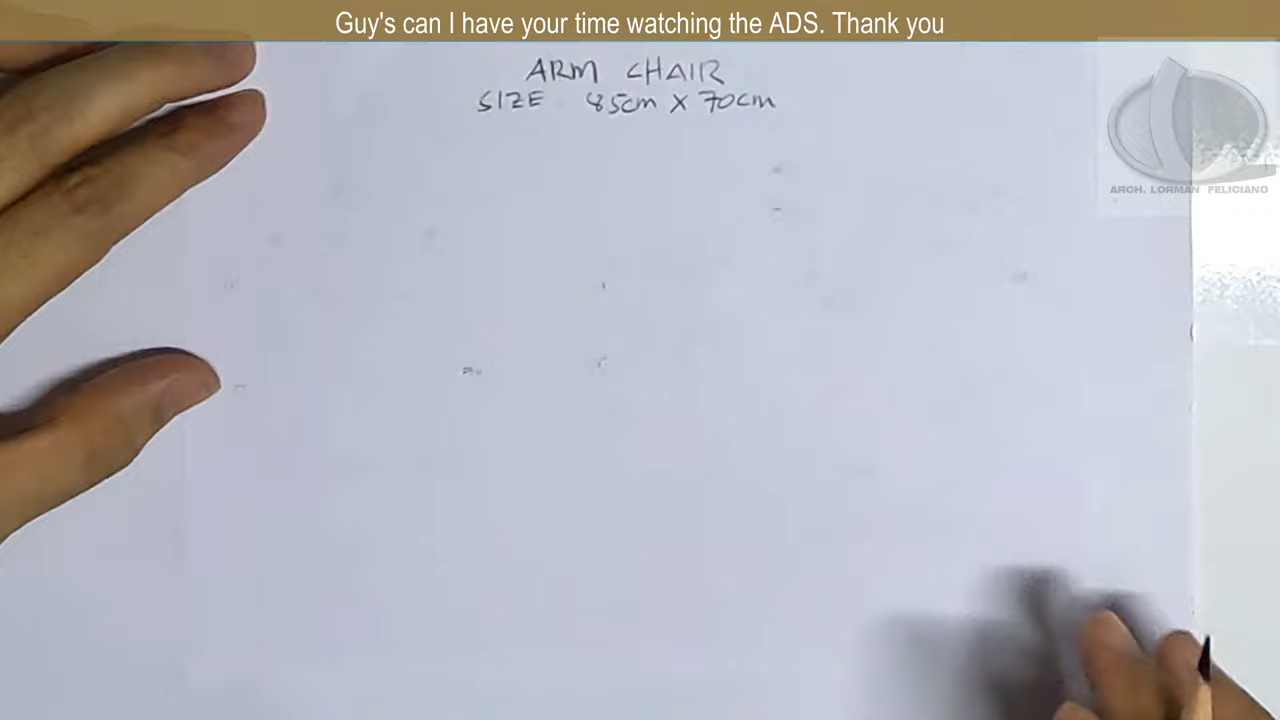 Guy's can I have your time watching the ADS. Thank you
ARM CHAIR
SIZE 85cm X 70cm
ARCH. LORMAN FELICIANO